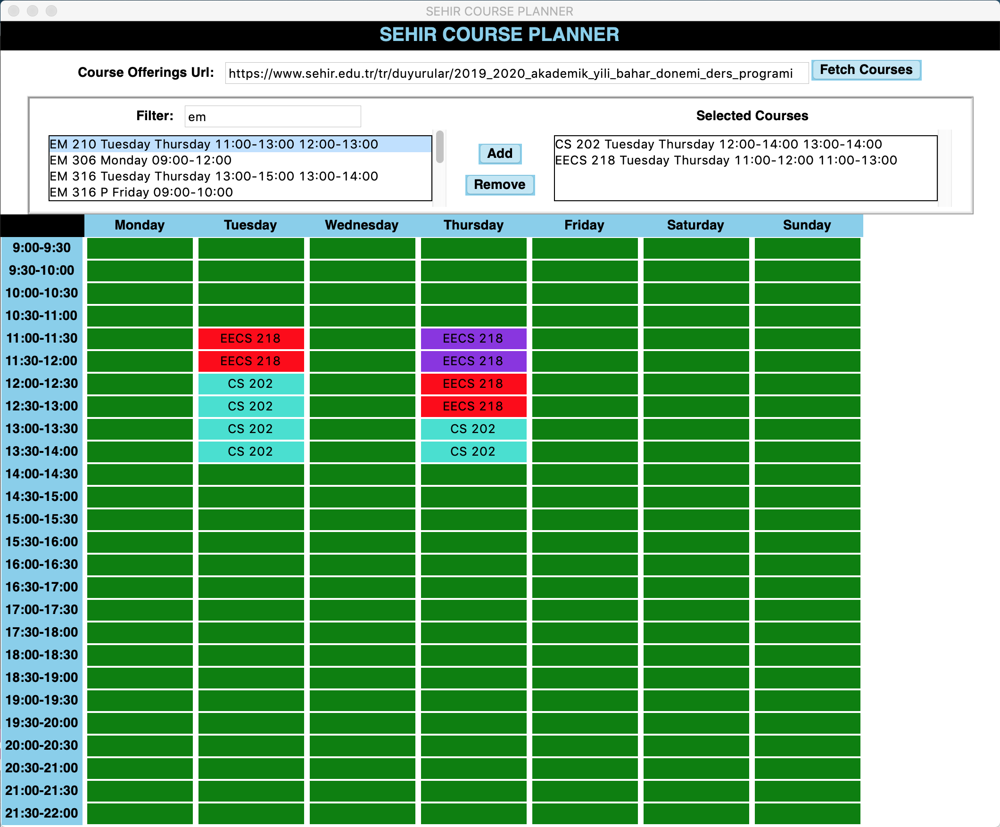 SEHIR COURSE PLANNER
SEHIR COURSE PLANNER
Course Offerings Url: https://www.sehir.edu.tr/tr/duyurular/2019_2020_akademik_yili_bahar_donemi_ders_programi Fetch Courses
Filter: em Selected Courses
EM 210 Tuesday Thursday 11:00-13:00 12:00-13:00
EM 306 Monday 09:00-12:00
EM 316 Tuesday Thursday 13:00-15:00 13:00-14:00
EM 316 P Friday 09:00-10:00
Add
Remove
CS 202 Tuesday Thursday 12:00-14:00 13:00-14:00
EECS 218 Tuesday Thursday 11:00-12:00 11:00-13:00
Monday Tuesday Wednesday Thursday Friday Saturday Sunday
9:00-9:30
9:30-10:00
10:00-10:30
10:30-11:00
11:00-11:30 EECS 218 EECS 218
11:30-12:00 EECS 218 EECS 218
12:00-12:30 CS 202 EECS 218
12:30-13:00 CS 202 EECS 218
13:00-13:30 CS 202 CS 202
13:30-14:00 CS 202 CS 202
14:00-14:30
14:30-15:00
15:00-15:30
15:30-16:00
16:00-16:30
16:30-17:00
17:00-17:30
17:30-18:00
18:00-18:30
18:30-19:00
19:00-19:30
19:30-20:00
20:00-20:30
20:30-21:00
21:00-21:30
21:30-22:00